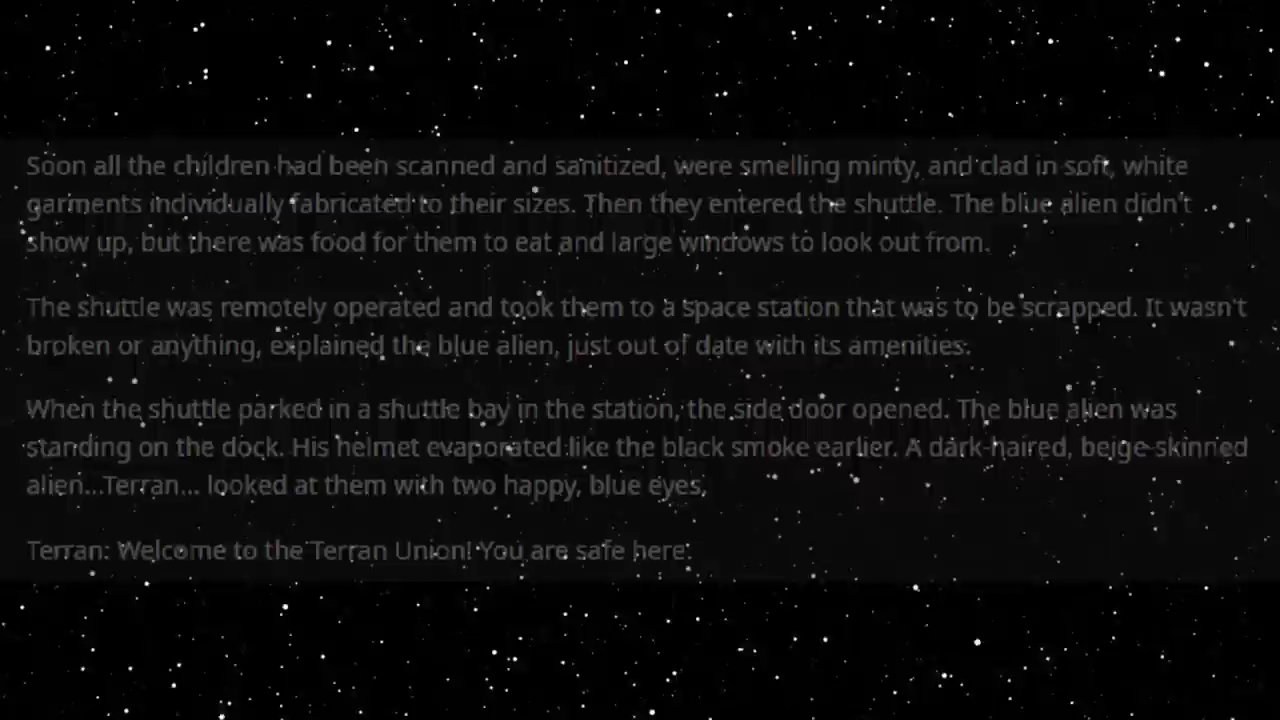 Soon all the children had been scanned and sanitized, were smelling minty, and clad in soft, white
garments individually fabricated to their sizes. Then they entered the shuttle. The blue alien didn't
show up, but there was food for them to eat and large windows to look out from.
The shuttle was remotely operated and took them to a space station that was to be scrapped. It wasn't
broken or anything, explained the blue alien, just out of date with its amenities.
When the shuttle parked in a shuttle bay in the station, the side door opened. The blue alien was
standing on the dock. His helmet evaporated like the black smoke earlier. A dark-haired, beige-skinned
alien...Terran... looked at them with two happy, blue eyes.
Terran: Welcome to the Terran Union! You are safe here.